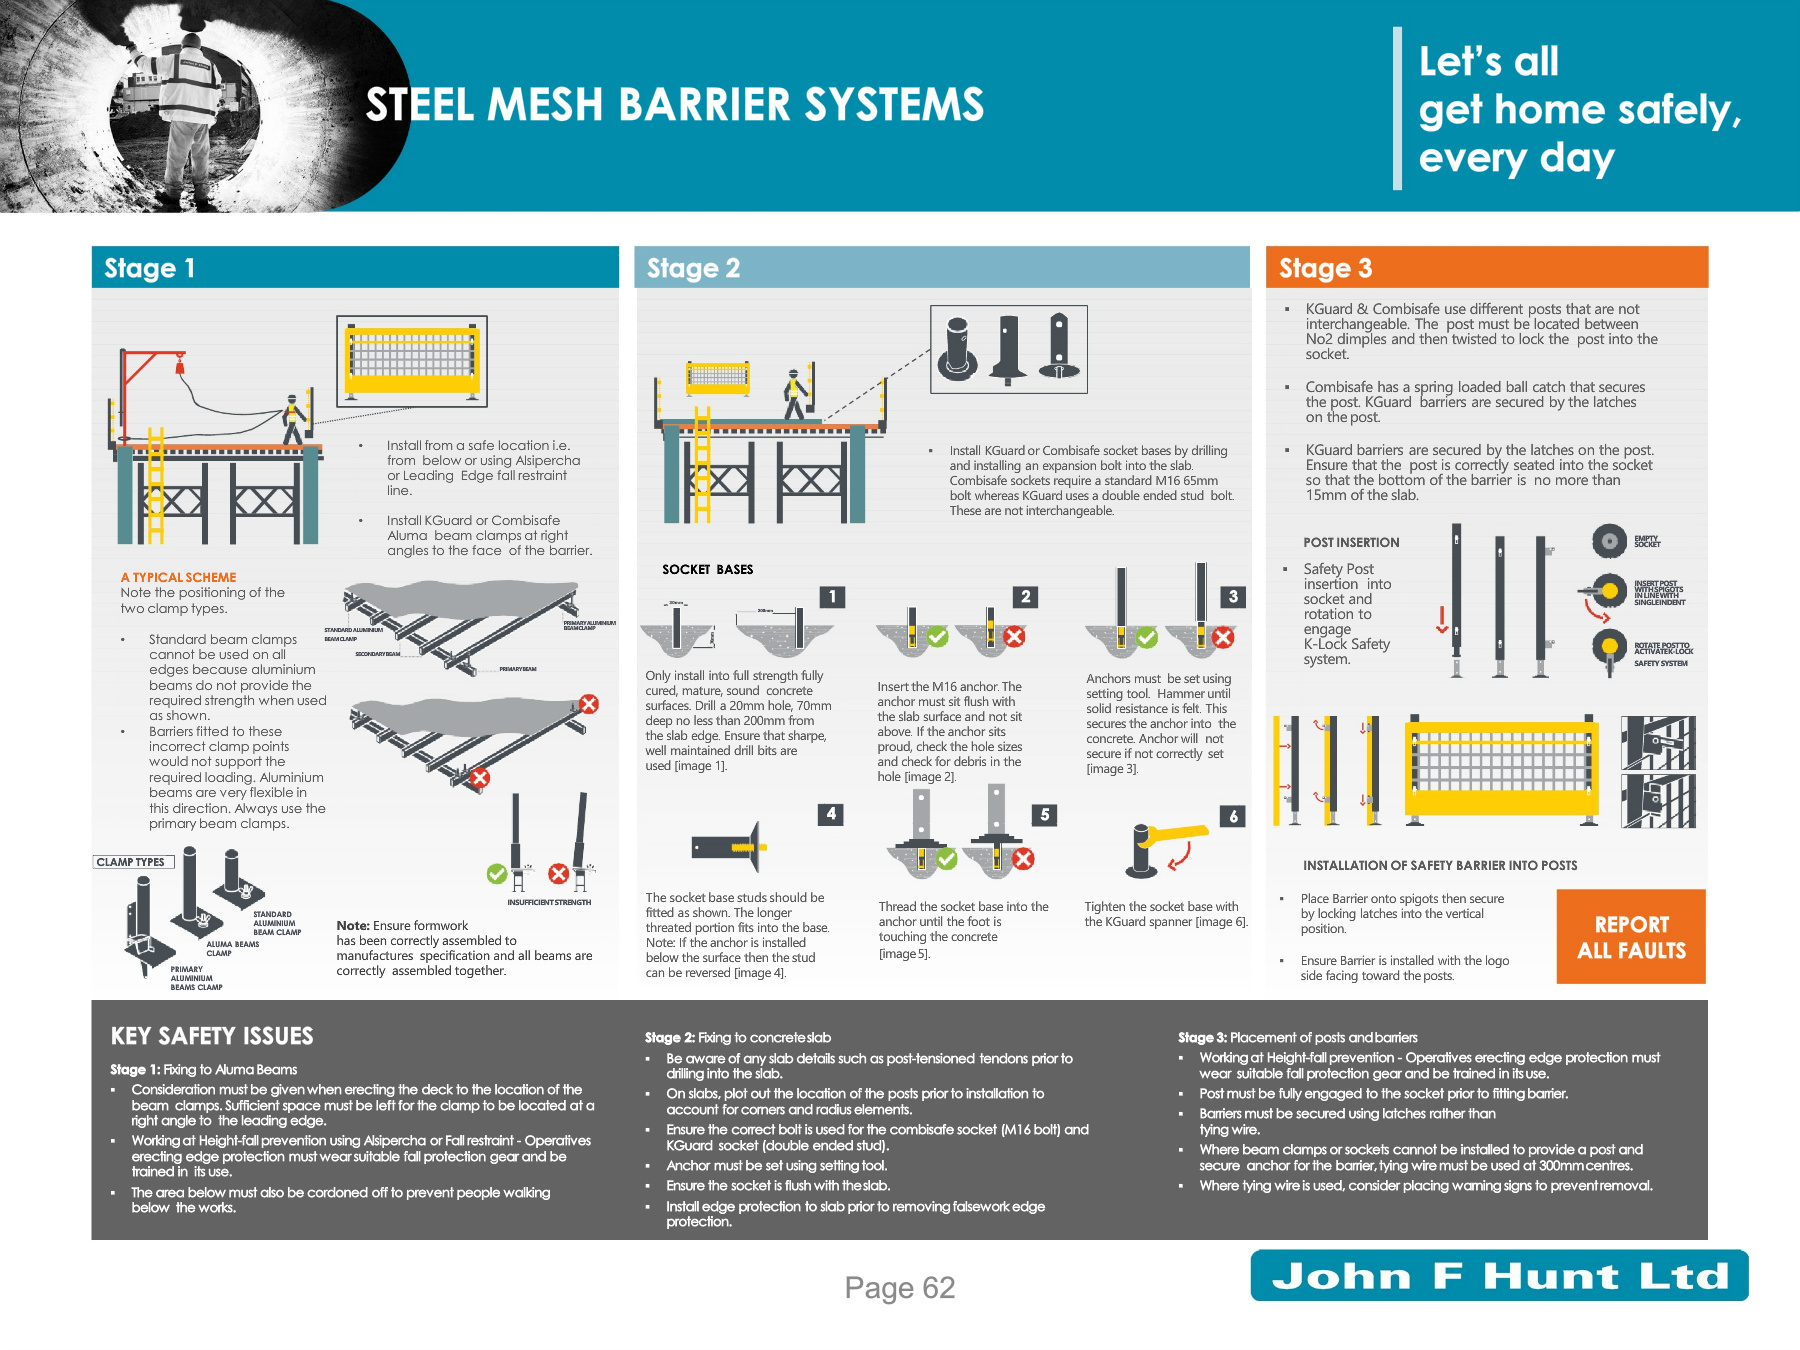 STEEL MESH BARRIER SYSTEMS
Let's all
get home safely,
every day
Stage 1
Install from a safe location i.e.
from below or using Alsipercha
or Leading Edge fall restraint
line.
Install KGuard or Combisafe
Aluma beam clamps at right
angles to the face of the barrier.
A TYPICAL SCHEME
Note the positioning of the
two clamp types.
Standard beam clamps
cannot be used on all
edges because aluminium
beams do not provide the
required strength when used
as shown.
Barriers fitted to these
incorrect clamp points
would not support the
required loading. Aluminium
beams are very flexible in
this direction. Always use the
primary beam clamps.
STANDARD ALUMINIUM
BEAM CLAMP
PRIMARY ALUMINIUM
BEAM CLAMP
SECONDARY BEAM
PRIMARY BEAM
CLAMP TYPES
STANDARD
ALUMINIUM
BEAM CLAMP
ALUMA BEAMS
CLAMP
PRIMARY
ALUMINIUM
BEAMS CLAMP
INSUFFICIENT STRENGTH
Note: Ensure formwork
has been correctly assembled to
manufactures specification and all beams are
correctly assembled together.
Stage 2
Install KGuard or Combisafe socket bases by drilling
and installing an expansion bolt into the slab.
Combisafe sockets require a standard M16 65mm
bolt whereas KGuard uses a double ended stud bolt.
These are not interchangeable.
SOCKET BASES
1
20mm
200mm
Only install into full strength fully
cured, mature, sound concrete
surfaces. Drill a 20mm hole, 70mm
deep no less than 200mm from
the slab edge. Ensure that sharpe,
well maintained drill bits are
used [image 1].
2
Insert the M16 anchor. The
anchor must sit flush with
the slab surface and not sit
above. If the anchor sits
proud, check the hole sizes
and check for debris in the
hole [image 2].
3
Anchors must be set using
setting tool. Hammer until
solid resistance is felt. This
secures the anchor into the
concrete. Anchor will not
secure if not correctly set
[image 3].
4
The socket base studs should be
fitted as shown. The longer
threated portion fits into the base.
Note: If the anchor is installed
below the surface then the stud
can be reversed [image 4].
5
Thread the socket base into the
anchor until the foot is
touching the concrete
[image 5].
6
Tighten the socket base with
the KGuard spanner [image 6].
Stage 3
KGuard & Combisafe use different posts that are not
interchangeable. The post must be located between
No2 dimples and then twisted to lock the post into the
socket.
Combisafe has a spring loaded ball catch that secures
the post. KGuard barriers are secured by the latches
on the post.
KGuard barriers are secured by the latches on the post.
Ensure that the post is correctly seated into the socket
so that the bottom of the barrier is no more than
15mm of the slab.
POST INSERTION
Safety Post
insertion into
socket and
rotation to
engage
K-Lock Safety
system.
EMPTY
SOCKET
INSERT POST
WITH SPIGOTS
IN LINE WITH
SINGLE INDENT
ROTATE POST TO
ACTIVATE K-LOCK
SAFETY SYSTEM
INSTALLATION OF SAFETY BARRIER INTO POSTS
Place Barrier onto spigots then secure
by locking latches into the vertical
position.
Ensure Barrier is installed with the logo
side facing toward the posts.
REPORT
ALL FAULTS
KEY SAFETY ISSUES
Stage 1: Fixing to Aluma Beams
Consideration must be given when erecting the deck to the location of the
beam clamps. Sufficient space must be left for the clamp to be located at a
right angle to the leading edge.
Working at Height-fall prevention using Alsipercha or Fall restraint - Operatives
erecting edge protection must wear suitable fall protection gear and be
trained in its use.
The area below must also be cordoned off to prevent people walking
below the works.
Stage 2: Fixing to concrete slab
Be aware of any slab details such as post-tensioned tendons prior to
drilling into the slab.
On slabs, plot out the location of the posts prior to installation to
account for corners and radius elements.
Ensure the correct bolt is used for the combisafe socket (M16 bolt) and
KGuard socket (double ended stud).
Anchor must be set using setting tool.
Ensure the socket is flush with the slab.
Install edge protection to slab prior to removing falsework edge
protection.
Stage 3: Placement of posts and barriers
Working at Height-fall prevention - Operatives erecting edge protection must
wear suitable fall protection gear and be trained in its use.
Post must be fully engaged to the socket prior to fitting barrier.
Barriers must be secured using latches rather than
tying wire.
Where beam clamps or sockets cannot be installed to provide a post and
secure anchor for the barrier, tying wire must be used at 300mm centres.
Where tying wire is used, consider placing warning signs to prevent removal.
Page 62
John F Hunt Ltd